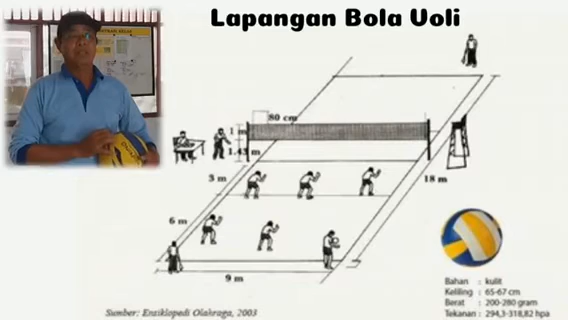 Lapangan Bola Voli
80 cm
1 m
1.43 m
3 m
18 m
6 m
9 m
Bahan : kulit
Keliling : 65-67 cm
Berat : 200-280 gram
Tekanan : 294,3-318,82 hpa
Sumber: Ensiklopedi Olahraga, 2003